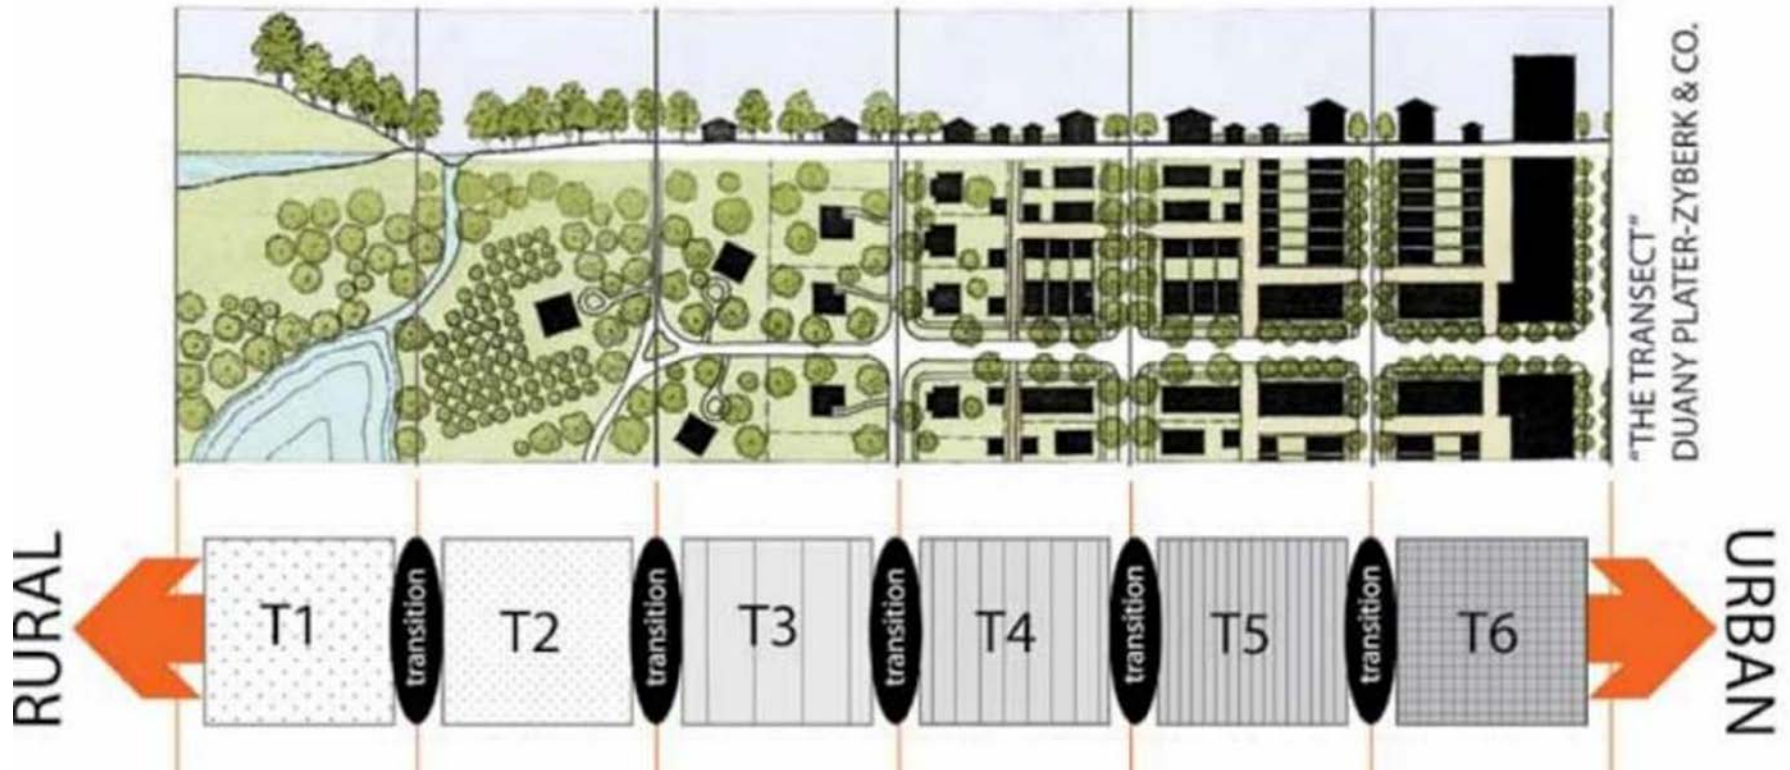 "THE TRANSECT"
DUANY PLATER-ZYBERK & CO.
RURAL
T1
transition
T2
transition
T3
transition
T4
transition
T5
transition
T6
URBAN